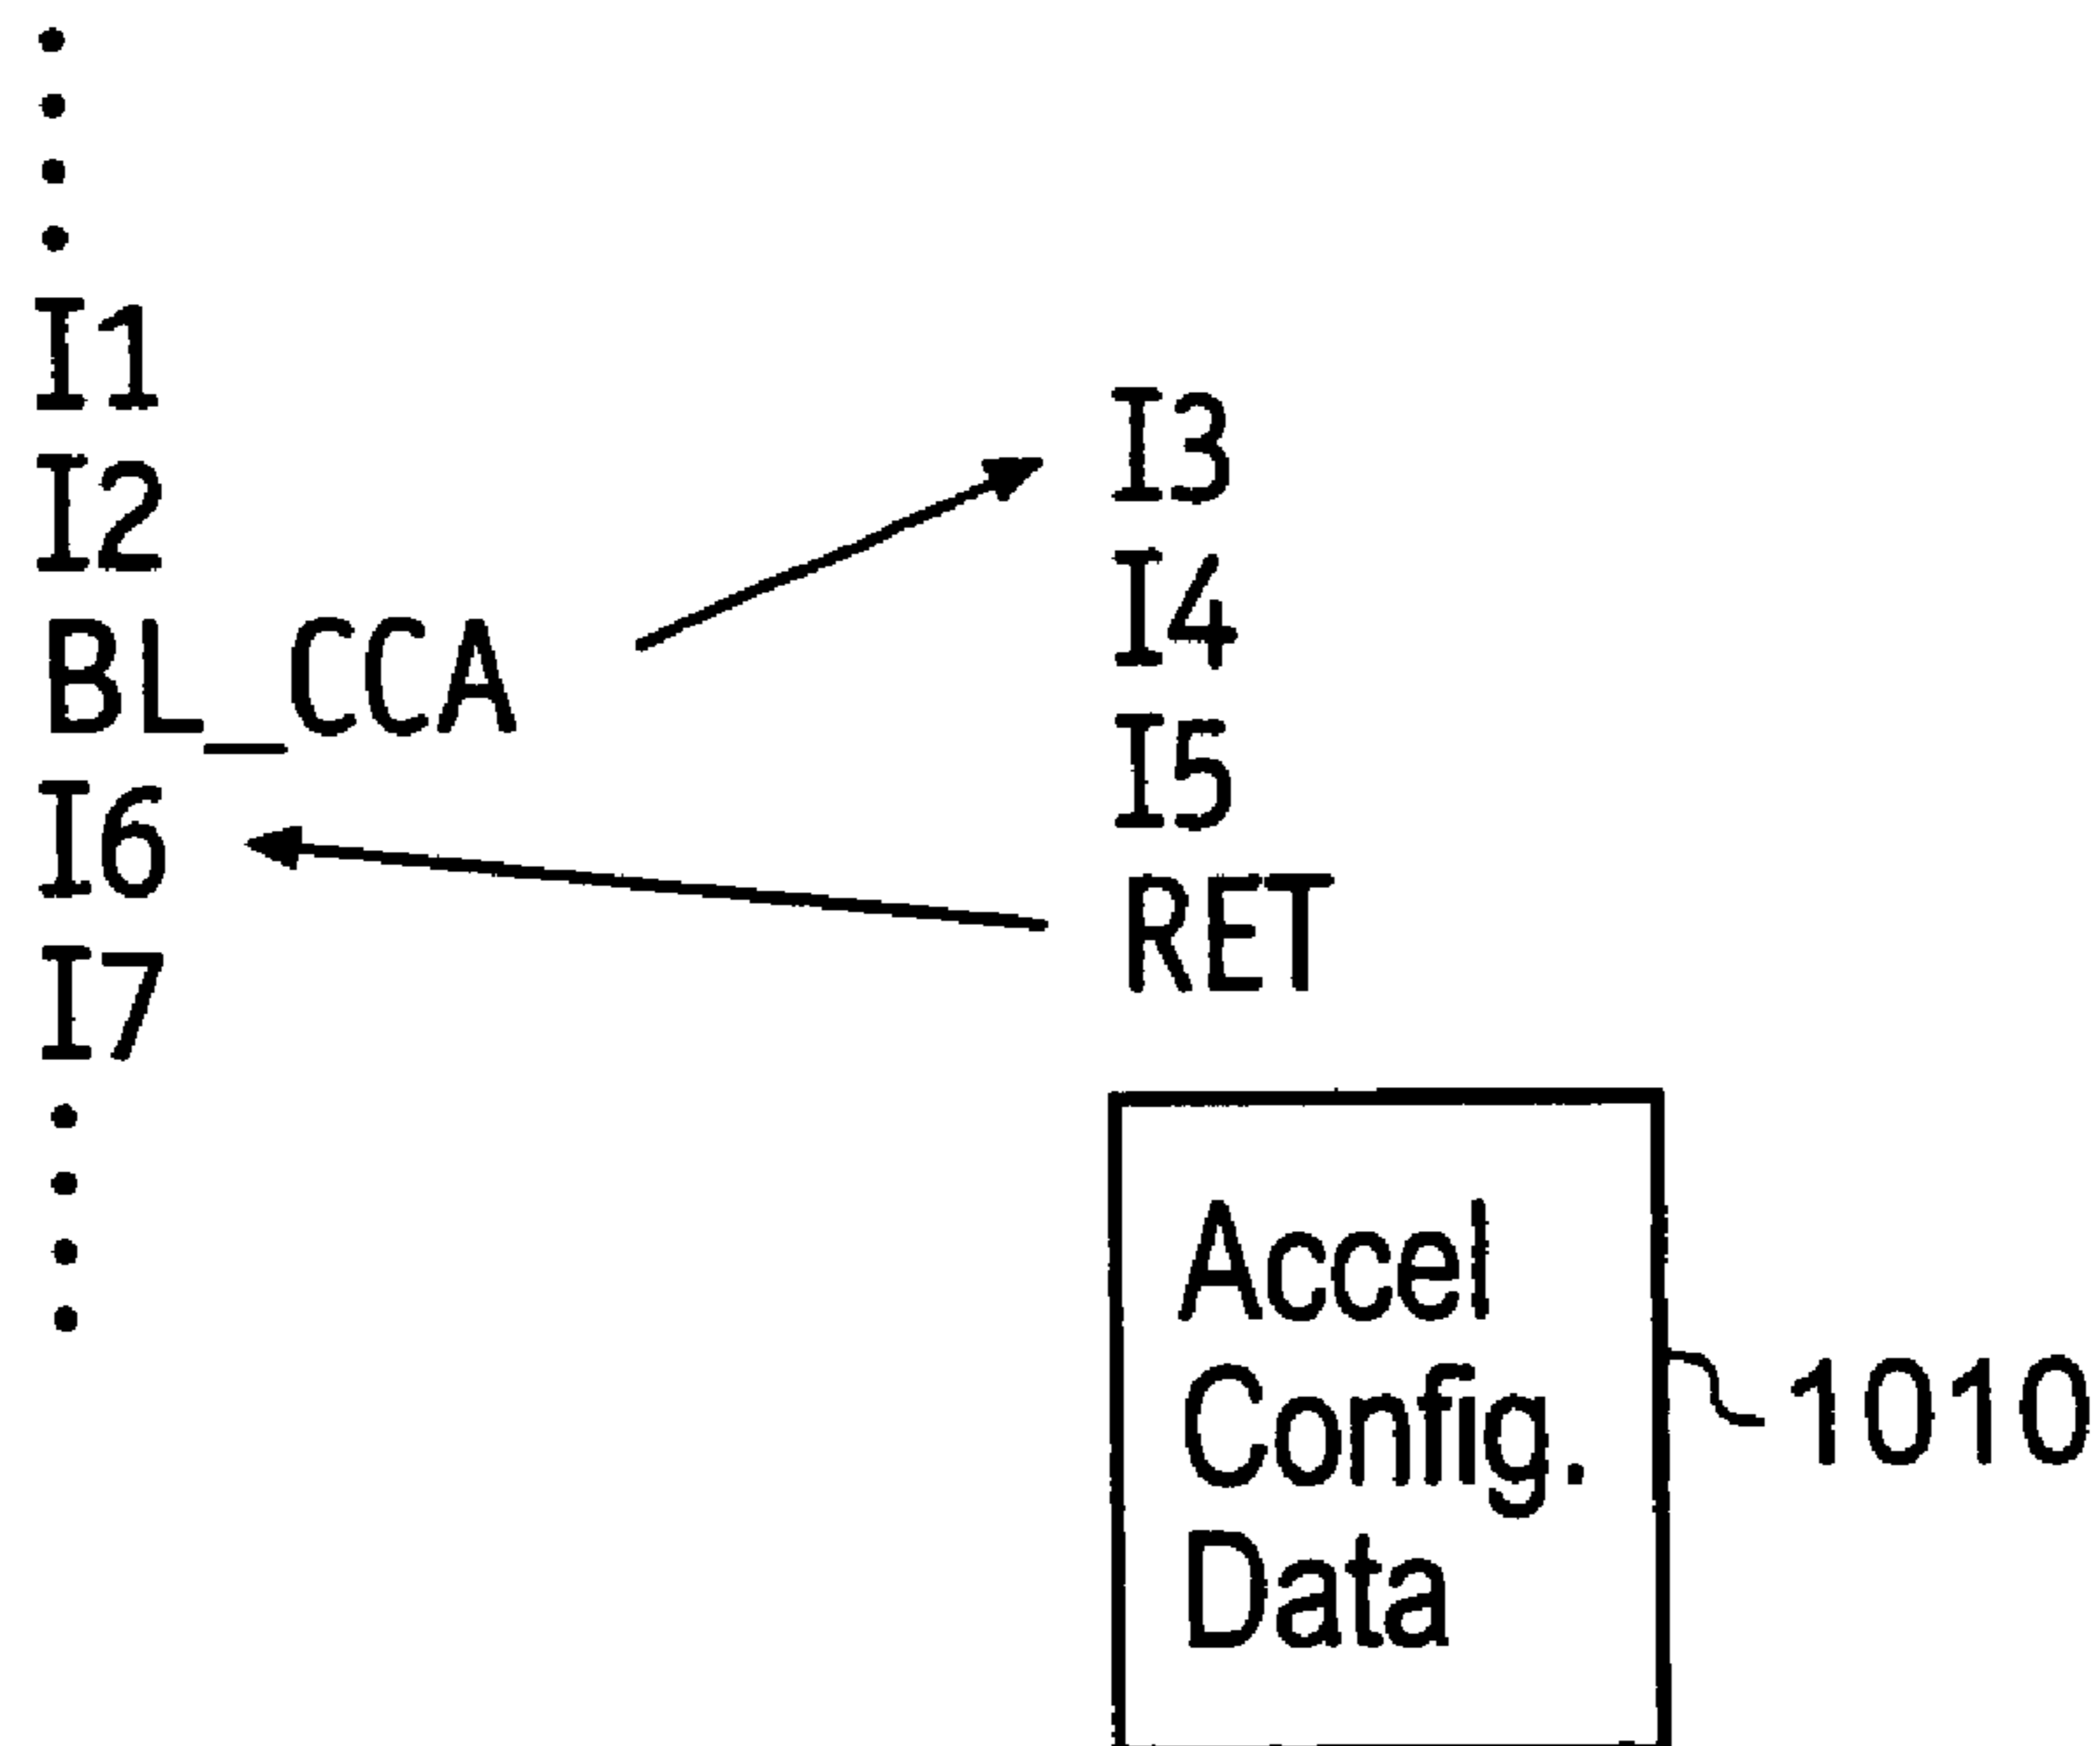 I1
I2
BL_CCA
I6
I7
I3
I4
I5
RET
Accel
Config.
Data
1010